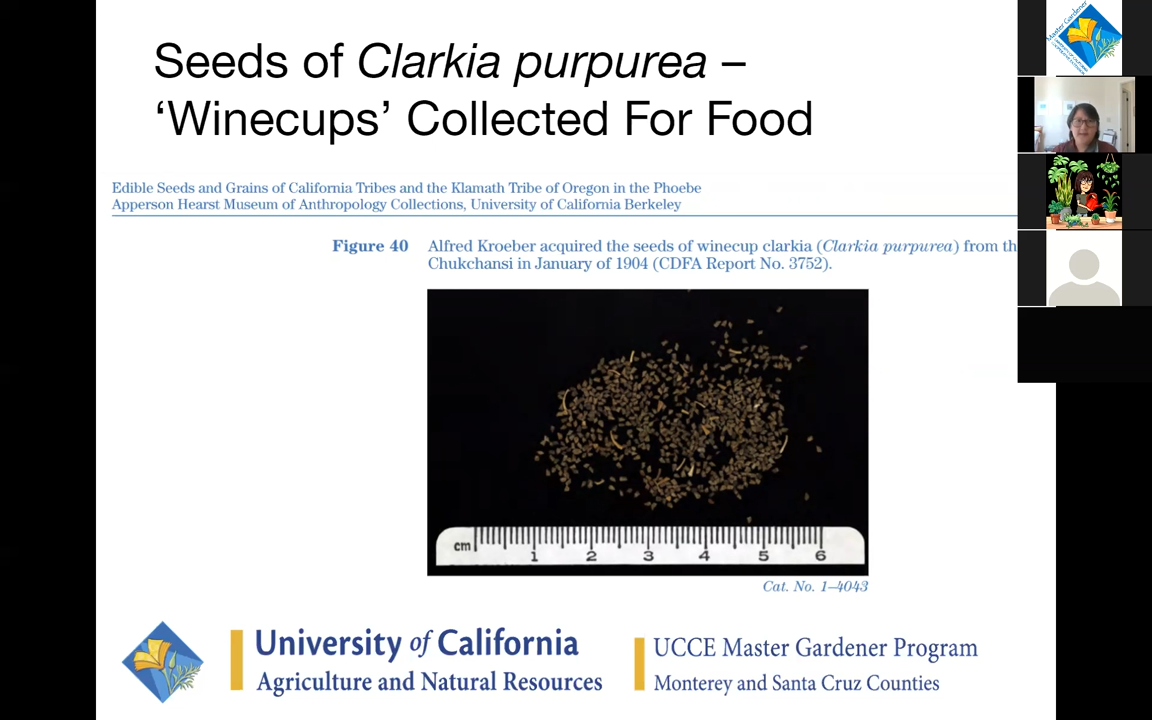 Seeds of Clarkia purpurea –
‘Winecups’ Collected For Food
Edible Seeds and Grains of California Tribes and the Klamath Tribe of Oregon in the Phoebe
Apperson Hearst Museum of Anthropology Collections, University of California Berkeley
Figure 40 Alfred Kroeber acquired the seeds of winecup clarkia (Clarkia purpurea) from th
Chukchansi in January of 1904 (CDFA Report No. 3752).
cm 1 2 3 4 5 6
Cat. No. 1–4043
University of California
Agriculture and Natural Resources
UCCE Master Gardener Program
Monterey and Santa Cruz Counties
Master Gardener